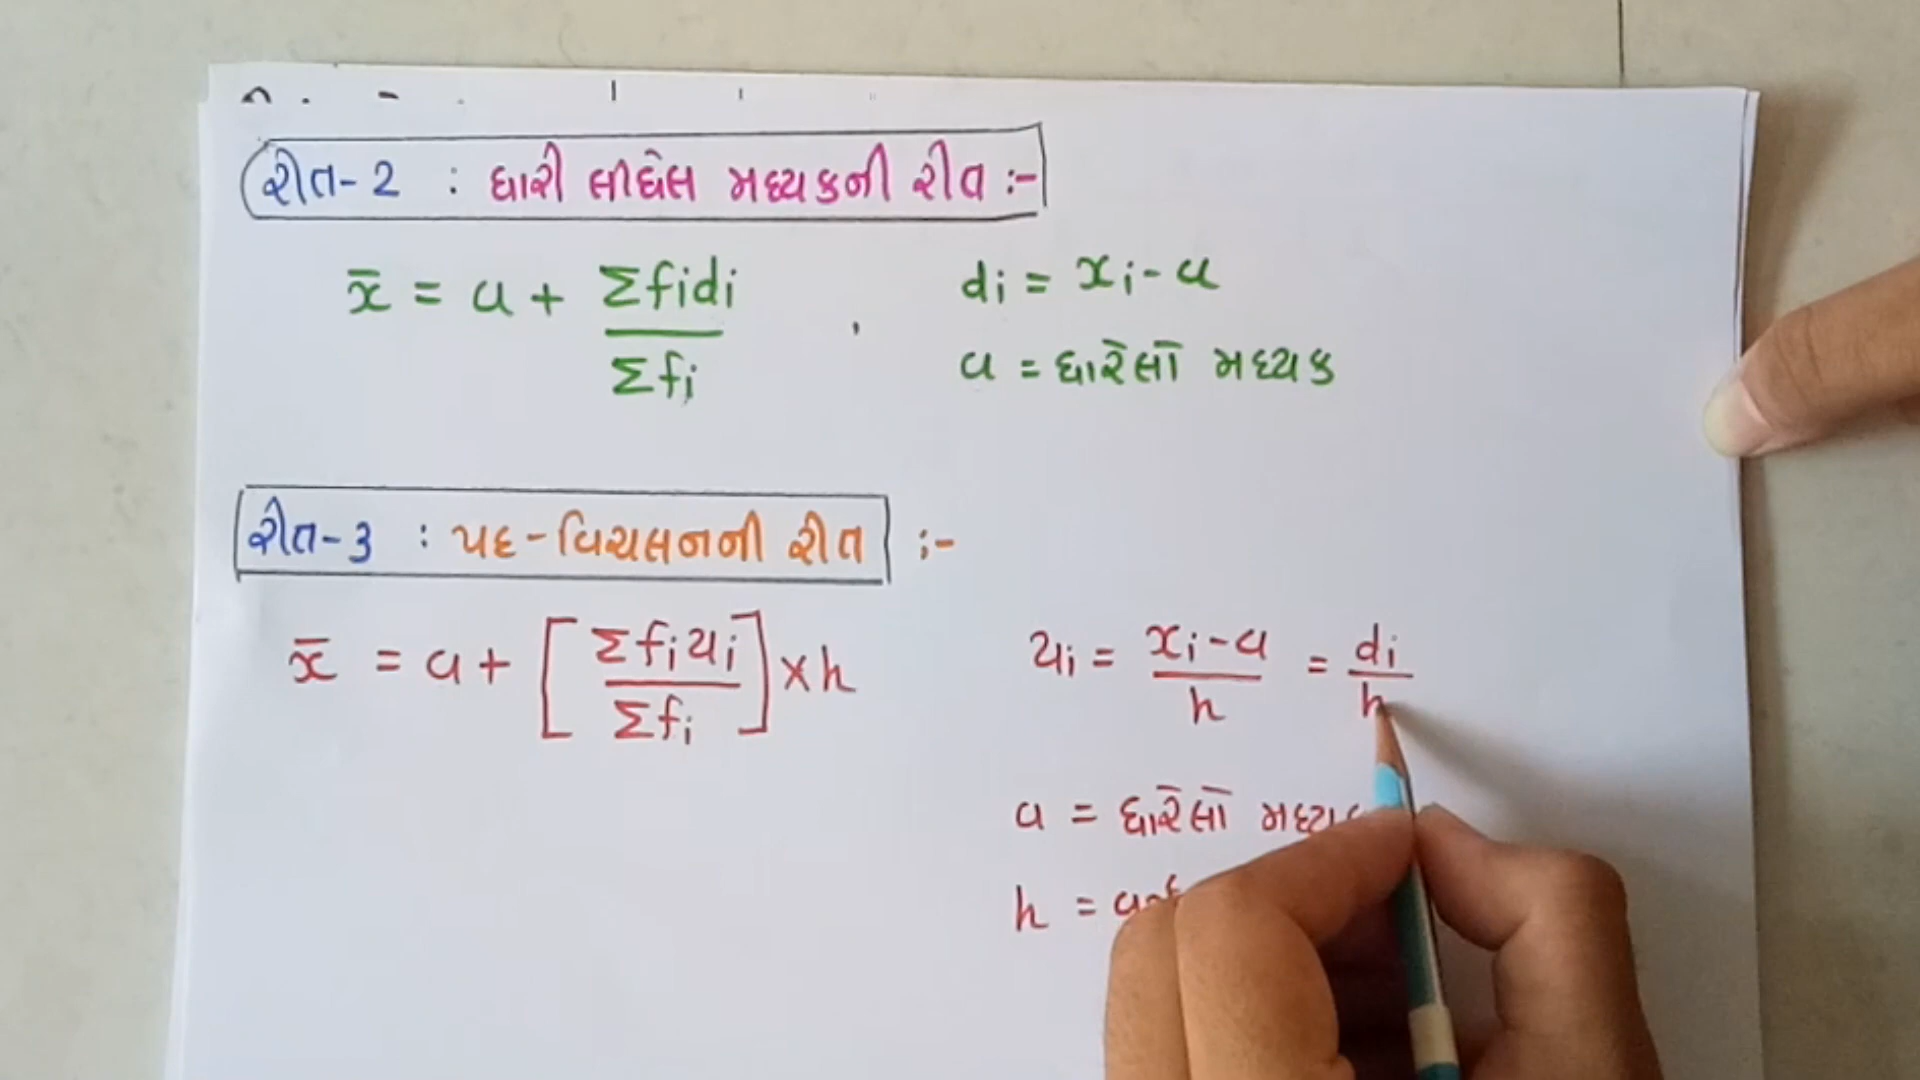 રીત-2 : ધારી લીધેલ મધ્યકની રીત :-
x̄ = a + Σfidi / Σfi , di = xi - a
a = ધારેલો મધ્યક
રીત-3 : પદ-વિચલનની રીત :-
x̄ = a + [Σfiui / Σfi] × h ui = xi - a / h = di / h
a = ધારેલો
h =